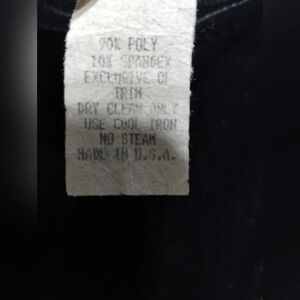 90% POLY
10% SPANDEX
EXCLUSIVE OF
TRIM
DRY CLEAN ONLY
USE COOL IRON
NO STEAM
MADE IN U.S.A.